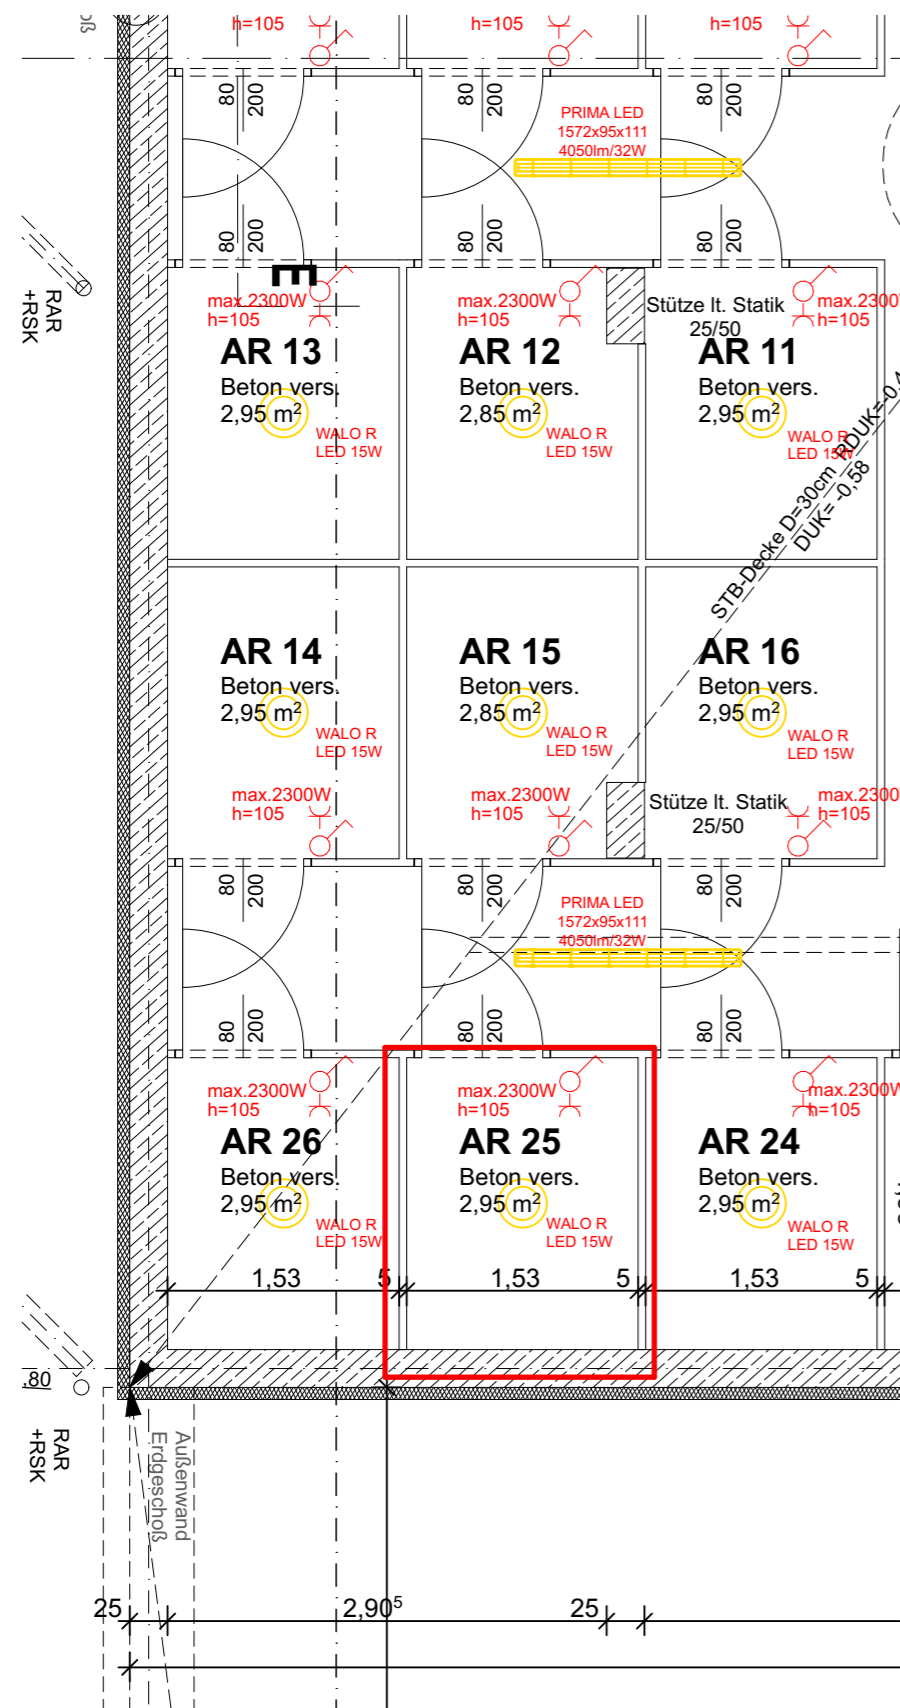 oß
h=105
h=105
h=105
80
200
80
200
80
200
PRIMA LED
1572x95x111
4050lm/32W
80
200
80
200
80
200
RAR
+RSK
E
max.2300W
h=105
AR 13
Beton vers.
2,95 m²
WALO R
LED 15W
max.2300W
h=105
AR 12
Beton vers.
2,85 m²
WALO R
LED 15W
Stütze lt. Statik
25/50
max.2300W
h=105
AR 11
Beton vers.
2,95 m²
WALO R
LED 15W
STB-Decke D=30cm RDUK=-0,4
DUK= -0,58
AR 14
Beton vers.
2,95 m²
WALO R
LED 15W
max.2300W
h=105
AR 15
Beton vers.
2,85 m²
WALO R
LED 15W
max.2300W
h=105
AR 16
Beton vers.
2,95 m²
WALO R
LED 15W
Stütze lt. Statik
25/50
max.2300W
h=105
80
200
80
200
80
200
PRIMA LED
1572x95x111
4050lm/32W
80
200
80
200
80
200
max.2300W
h=105
AR 26
Beton vers.
2,95 m²
WALO R
LED 15W
max.2300W
h=105
AR 25
Beton vers.
2,95 m²
WALO R
LED 15W
max.2300W
h=105
AR 24
Beton vers.
2,95 m²
WALO R
LED 15W
1,53
5
1,53
5
1,53
5
,80
RAR
+RSK
Außenwand
Erdgeschoß
25
2,90⁵
25